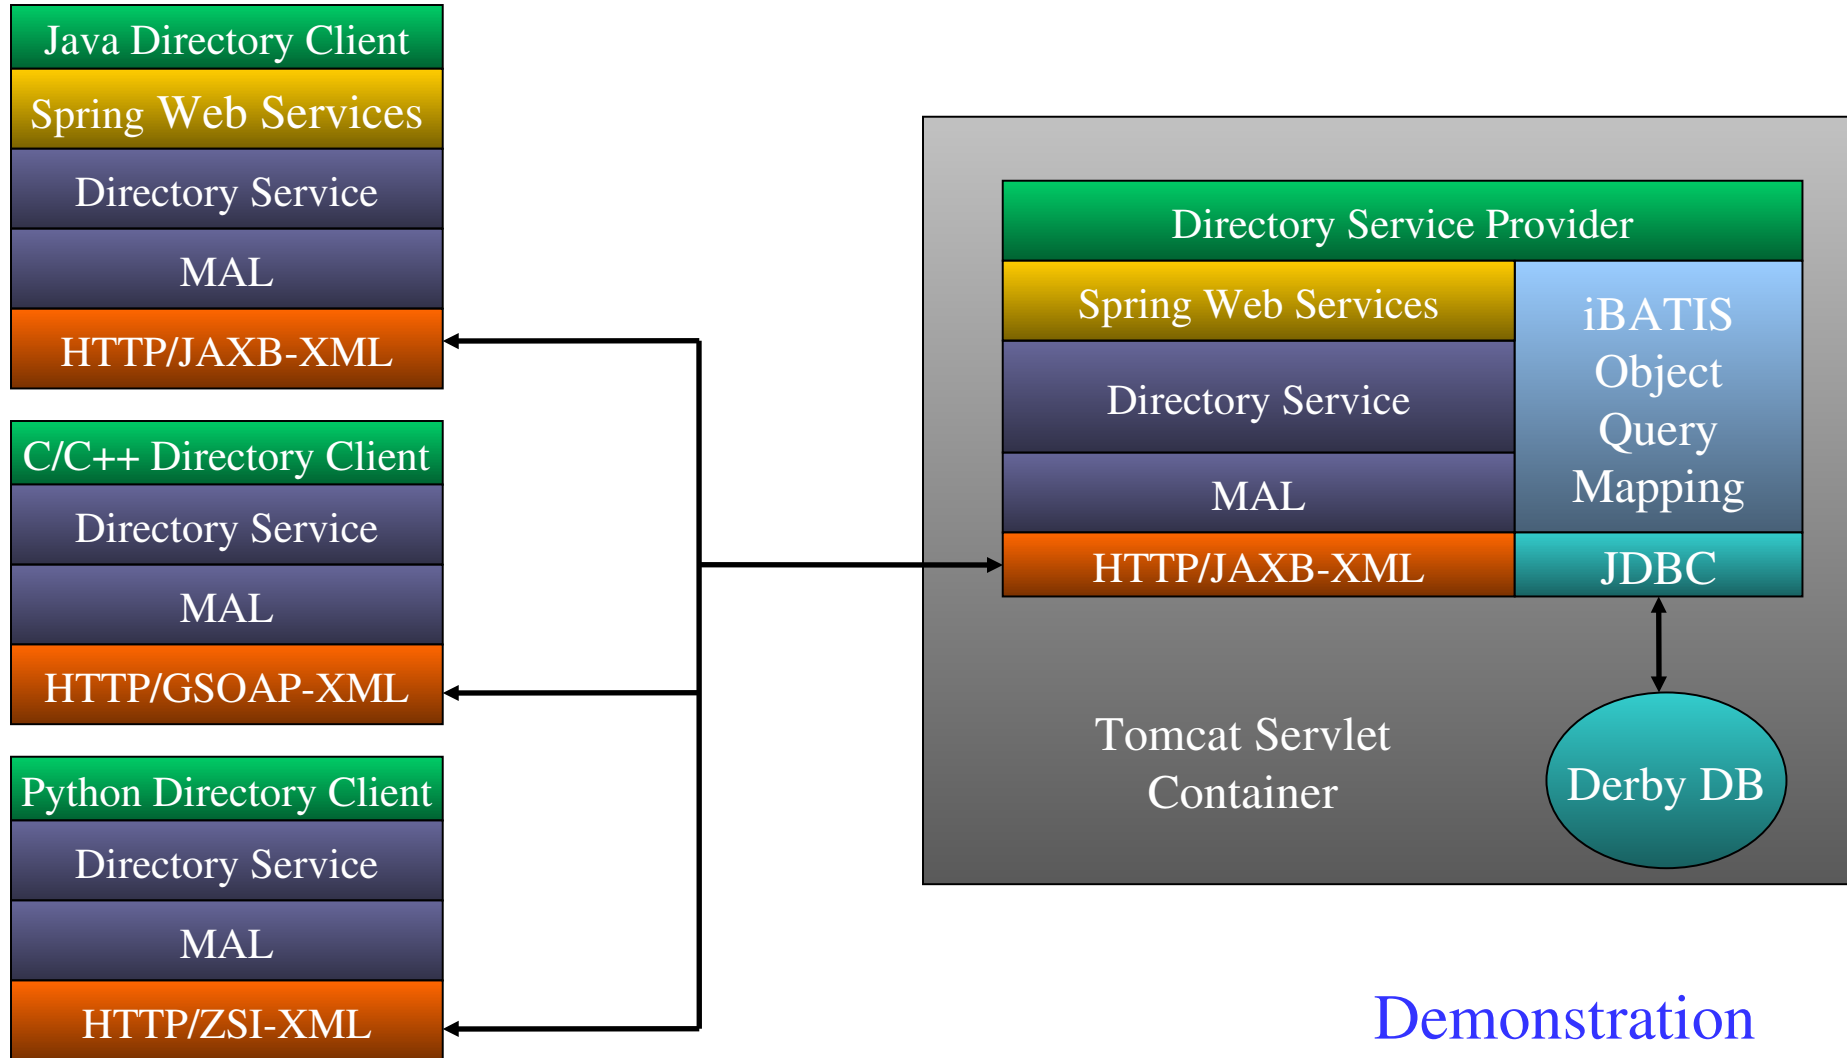 Java Directory Client
Spring Web Services
Directory Service
MAL
HTTP/JAXB-XML
C/C++ Directory Client
Directory Service
MAL
HTTP/GSOAP-XML
Python Directory Client
Directory Service
MAL
HTTP/ZSI-XML
Directory Service Provider
Spring Web Services
Directory Service
MAL
HTTP/JAXB-XML
iBATIS
Object
Query
Mapping
JDBC
Tomcat Servlet
Container
Derby DB
Demonstration